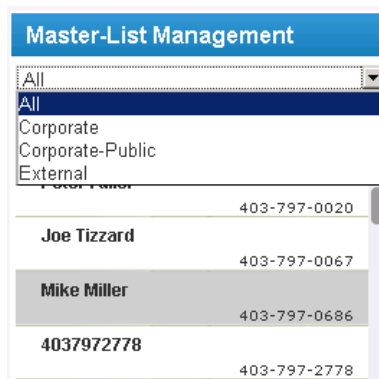 Master-List Management
All
All
Corporate
Corporate-Public
External
403-797-0020
Joe Tizzard
403-797-0067
Mike Miller
403-797-0686
4037972778
403-797-2778